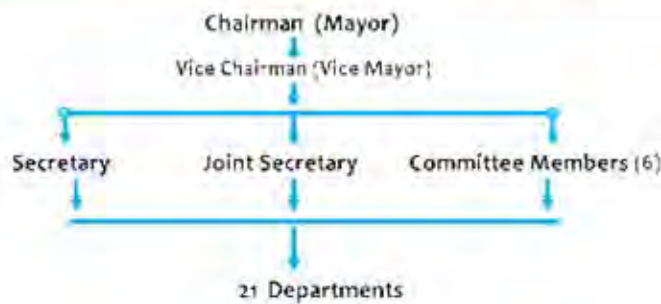 Chairman (Mayor)
Vice Chairman (Vice Mayor)
Secretary Joint Secretary Committee Members (6)
21 Departments